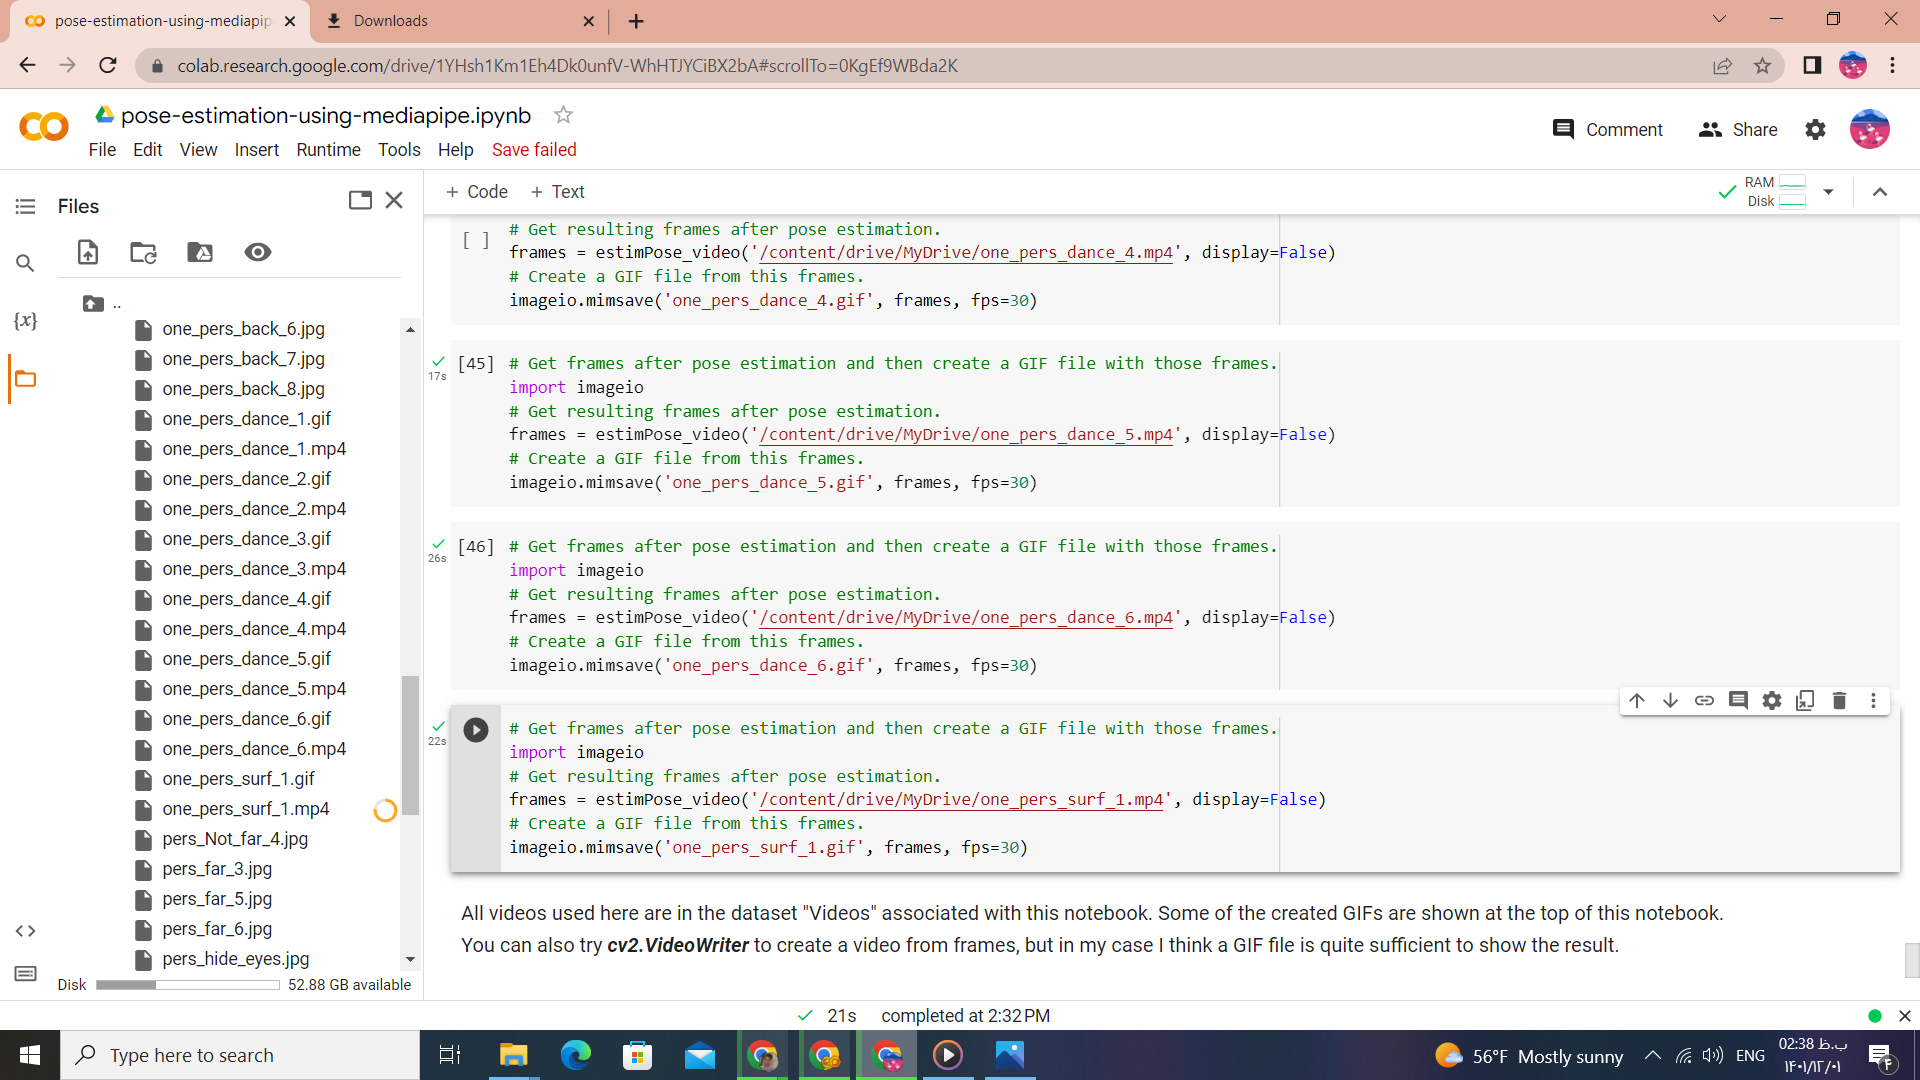 pose-estimation-using-mediapip
Downloads
colab.research.google.com/drive/1YHsh1Km1Eh4Dk0unfV-WhHTJYCiBX2bA#scrollTo=0KgEf9WBda2K
pose-estimation-using-mediapipe.ipynb
Comment
Share
File Edit View Insert Runtime Tools Help Save failed
Files
+ Code + Text
RAM
Disk
..
one_pers_back_6.jpg
one_pers_back_7.jpg
one_pers_back_8.jpg
one_pers_dance_1.gif
one_pers_dance_1.mp4
one_pers_dance_2.gif
one_pers_dance_2.mp4
one_pers_dance_3.gif
one_pers_dance_3.mp4
one_pers_dance_4.gif
one_pers_dance_4.mp4
one_pers_dance_5.gif
one_pers_dance_5.mp4
one_pers_dance_6.gif
one_pers_dance_6.mp4
one_pers_surf_1.gif
one_pers_surf_1.mp4
pers_Not_far_4.jpg
pers_far_3.jpg
pers_far_5.jpg
pers_far_6.jpg
pers_hide_eyes.jpg
Disk 52.88 GB available
{x}
[ ]
# Get resulting frames after pose estimation.
frames = estimPose_video('/content/drive/MyDrive/one_pers_dance_4.mp4', display=False)
# Create a GIF file from this frames.
imageio.mimsave('one_pers_dance_4.gif', frames, fps=30)
17s
[45] # Get frames after pose estimation and then create a GIF file with those frames.
import imageio
# Get resulting frames after pose estimation.
frames = estimPose_video('/content/drive/MyDrive/one_pers_dance_5.mp4', display=False)
# Create a GIF file from this frames.
imageio.mimsave('one_pers_dance_5.gif', frames, fps=30)
26s
[46] # Get frames after pose estimation and then create a GIF file with those frames.
import imageio
# Get resulting frames after pose estimation.
frames = estimPose_video('/content/drive/MyDrive/one_pers_dance_6.mp4', display=False)
# Create a GIF file from this frames.
imageio.mimsave('one_pers_dance_6.gif', frames, fps=30)
22s
# Get frames after pose estimation and then create a GIF file with those frames.
import imageio
# Get resulting frames after pose estimation.
frames = estimPose_video('/content/drive/MyDrive/one_pers_surf_1.mp4', display=False)
# Create a GIF file from this frames.
imageio.mimsave('one_pers_surf_1.gif', frames, fps=30)
All videos used here are in the dataset "Videos" associated with this notebook. Some of the created GIFs are shown at the top of this notebook.
You can also try cv2.VideoWriter to create a video from frames, but in my case I think a GIF file is quite sufficient to show the result.
21s completed at 2:32 PM
Type here to search
56°F Mostly sunny
ENG
02:38 ب.ظ
۱۴۰۱/۱۲/۰۱
۴